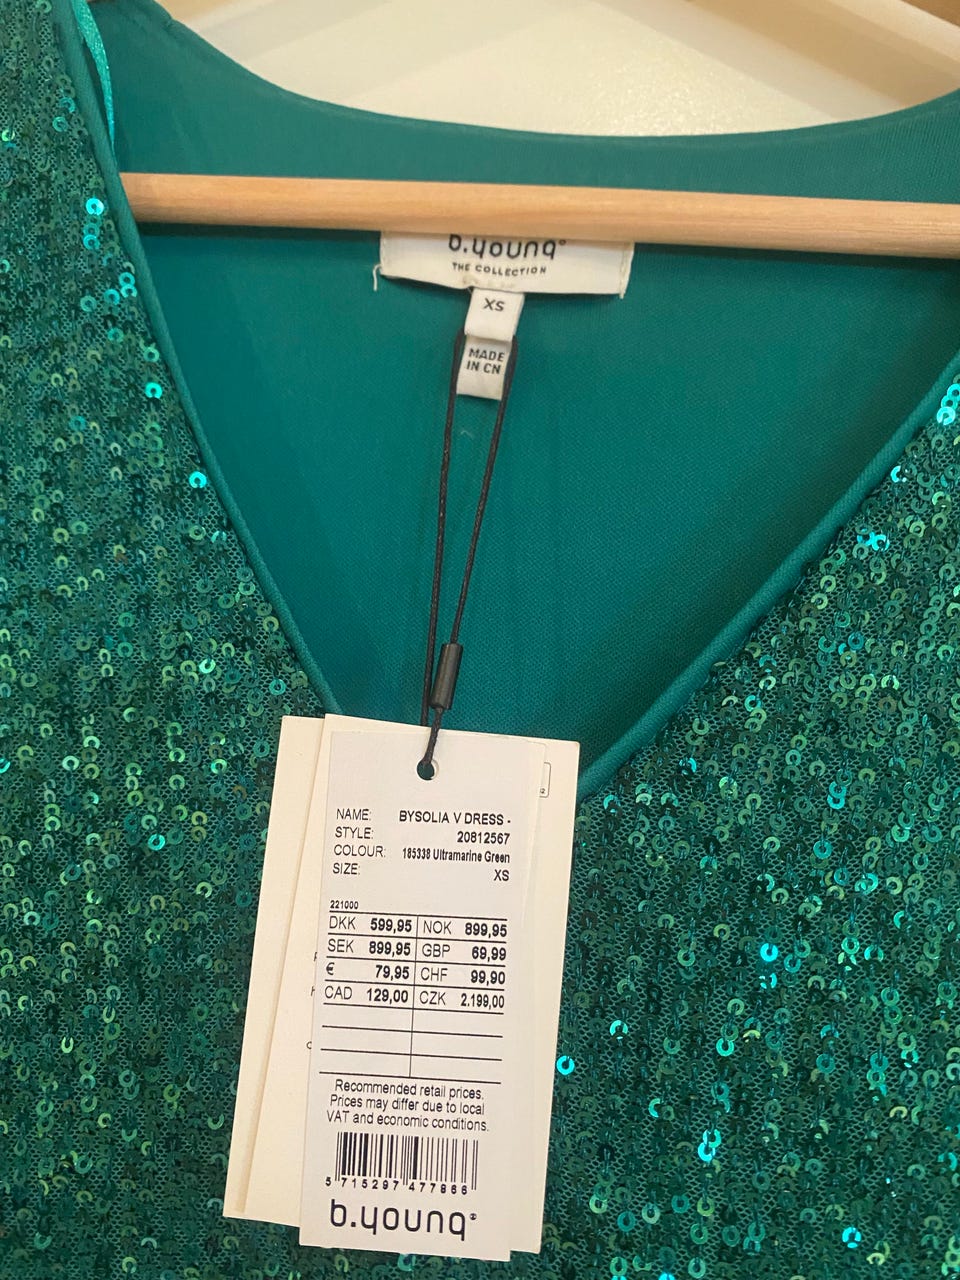 b.young®
THE COLLECTION
XS
MADE
IN CN
NAME: BYSOLIA V DRESS -
STYLE: 20812567
COLOUR: 185338 Ultramarine Green
SIZE: XS
221000
DKK 599,95 NOK 899,95
SEK 899,95 GBP 69,99
€ 79,95 CHF 99,90
CAD 129,00 CZK 2.199,00
Recommended retail prices.
Prices may differ due to local
VAT and economic conditions.
5 715297 477866
b.young®